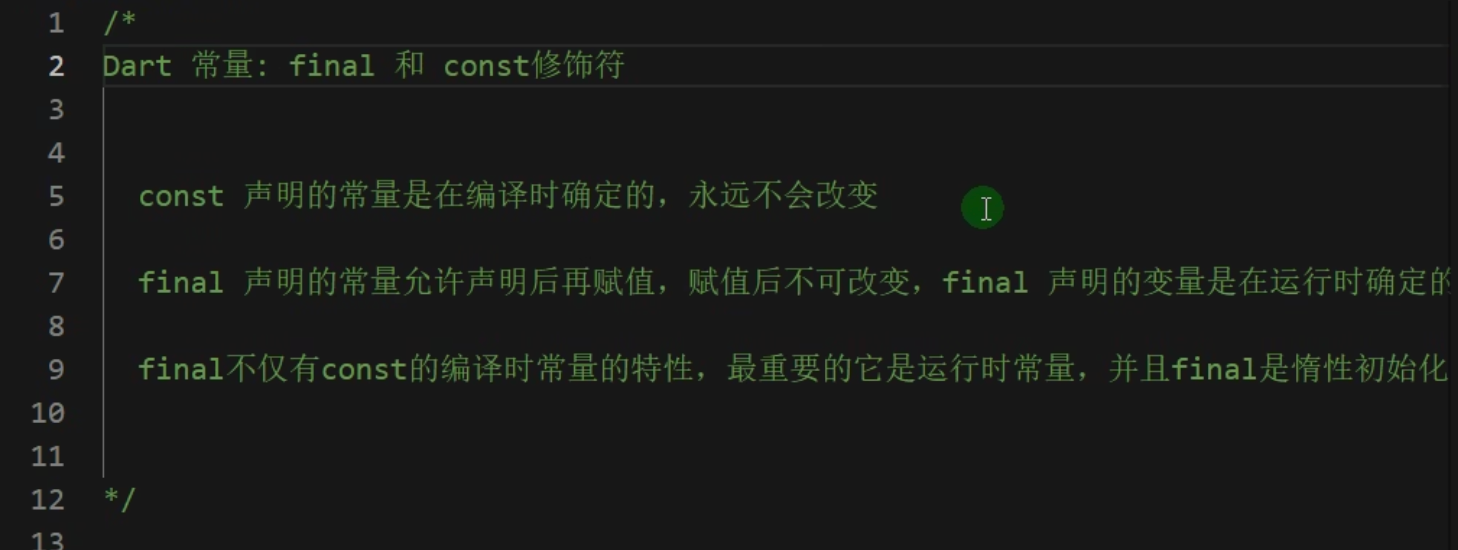 1 /*
2 Dart 常量: final 和 const修饰符
3
4
5 const 声明的常量是在编译时确定的，永远不会改变
6
7 final 声明的常量允许声明后再赋值，赋值后不可改变，final 声明的变量是在运行时确定的
8
9 final不仅有const的编译时常量的特性，最重要的它是运行时常量，并且final是惰性初始化
10
11
12 */
13